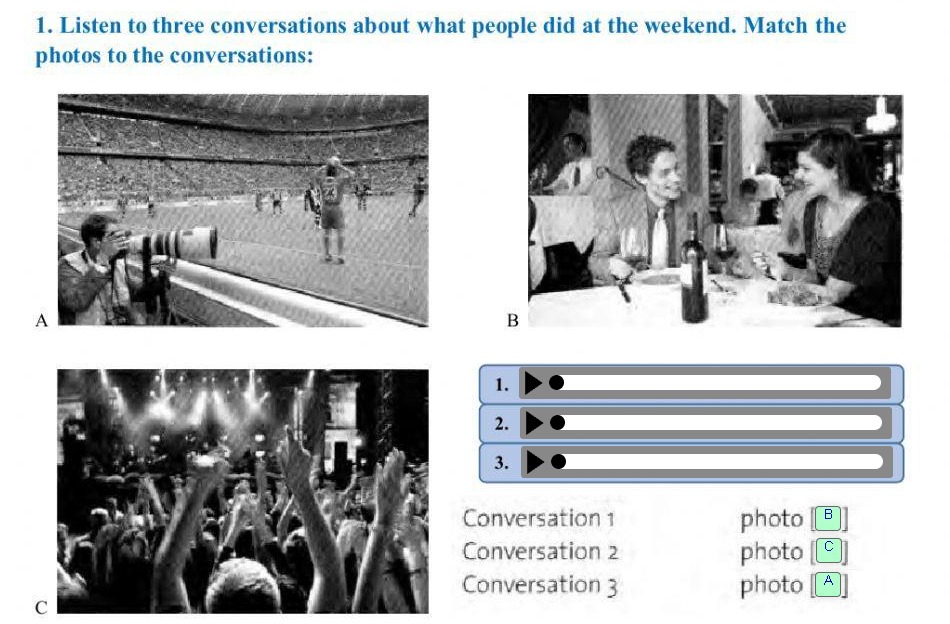 1. Listen to three conversations about what people did at the weekend. Match the
photos to the conversations:
A
B
C
1.
2.
3.
Conversation 1 photo [B]
Conversation 2 photo [C]
Conversation 3 photo [A]